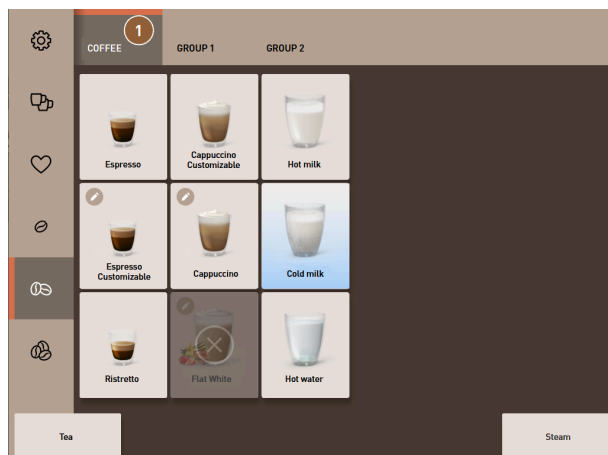 COFFEE
1
GROUP 1
GROUP 2
Espresso
Cappuccino
Customizable
Hot milk
Espresso
Customizable
Cappuccino
Cold milk
Ristretto
Flat White
Hot water
Tea
Steam